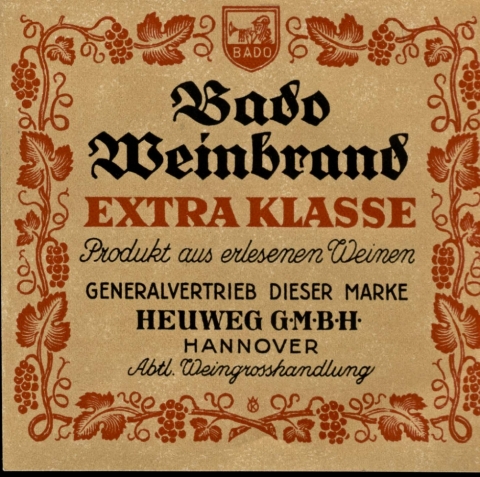 BADO
Bado
Weinbrand
EXTRA KLASSE
Produkt aus erlesenen Weinen
GENERALVERTRIEB DIESER MARKE
HEUWEG G·M·B·H·
HANNOVER
Abtl. Weingrosshandlung